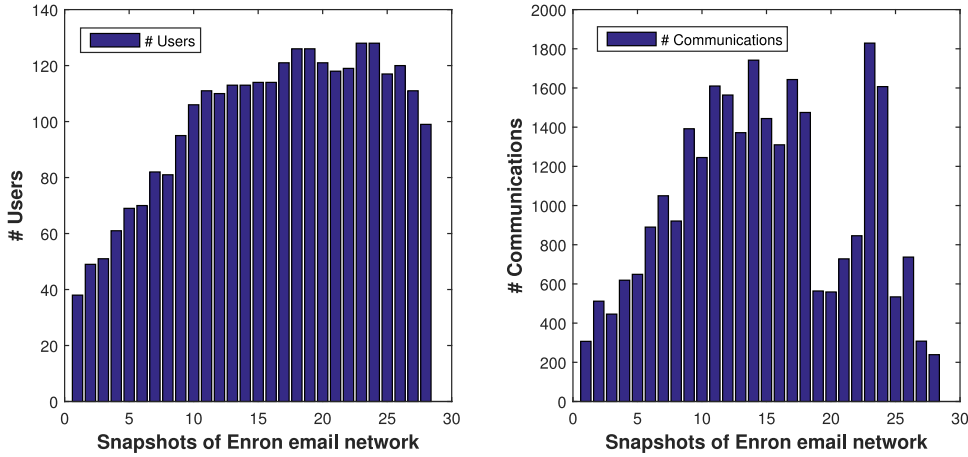 # Users
140
120
100
80
60
40
20
0
# Users
0 5 10 15 20 25 30
Snapshots of Enron email network
# Communications
2000
1800
1600
1400
1200
1000
800
600
400
200
0
# Communications
0 5 10 15 20 25 30
Snapshots of Enron email network